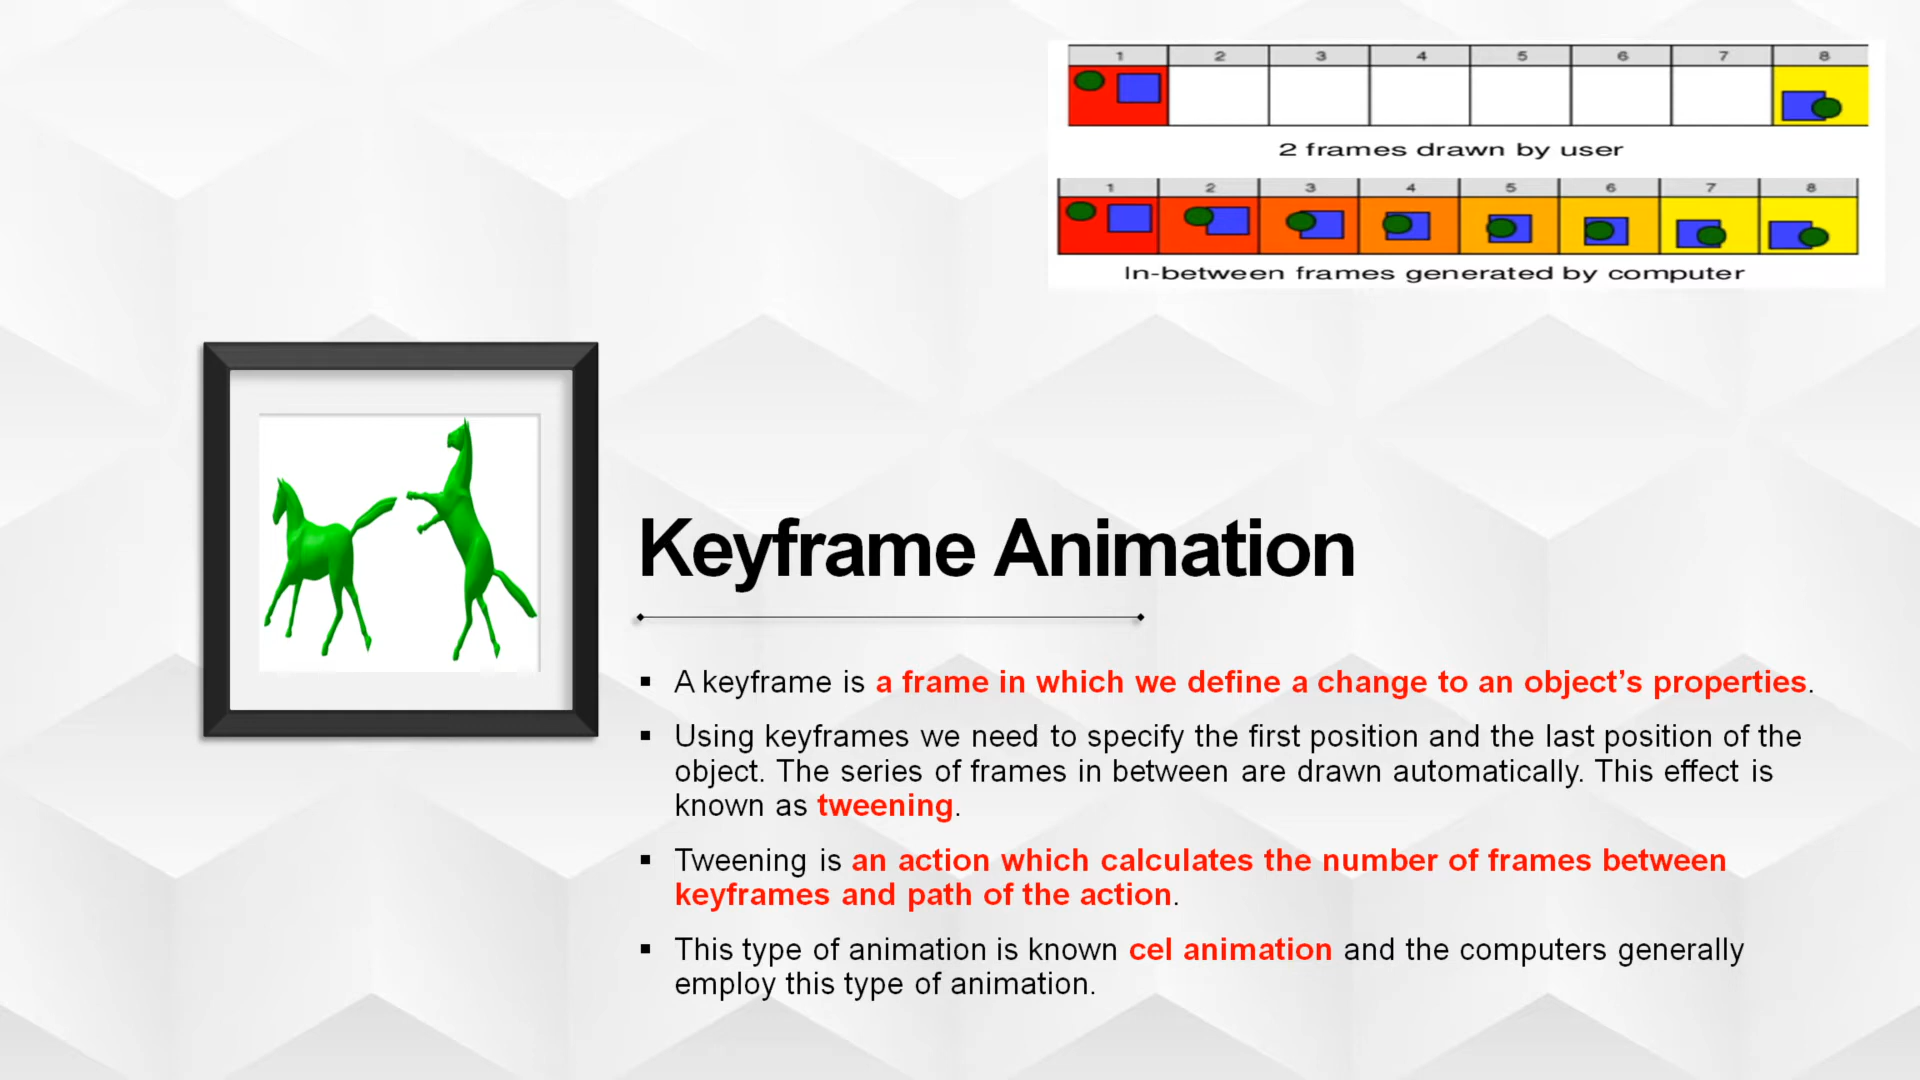 1 2 3 4 5 6 7 8
2 frames drawn by user
1 2 3 4 5 6 7 8
In-between frames generated by computer
Keyframe Animation
▪ A keyframe is a frame in which we define a change to an object’s properties.
▪ Using keyframes we need to specify the first position and the last position of the
object. The series of frames in between are drawn automatically. This effect is
known as tweening.
▪ Tweening is an action which calculates the number of frames between
keyframes and path of the action.
▪ This type of animation is known cel animation and the computers generally
employ this type of animation.